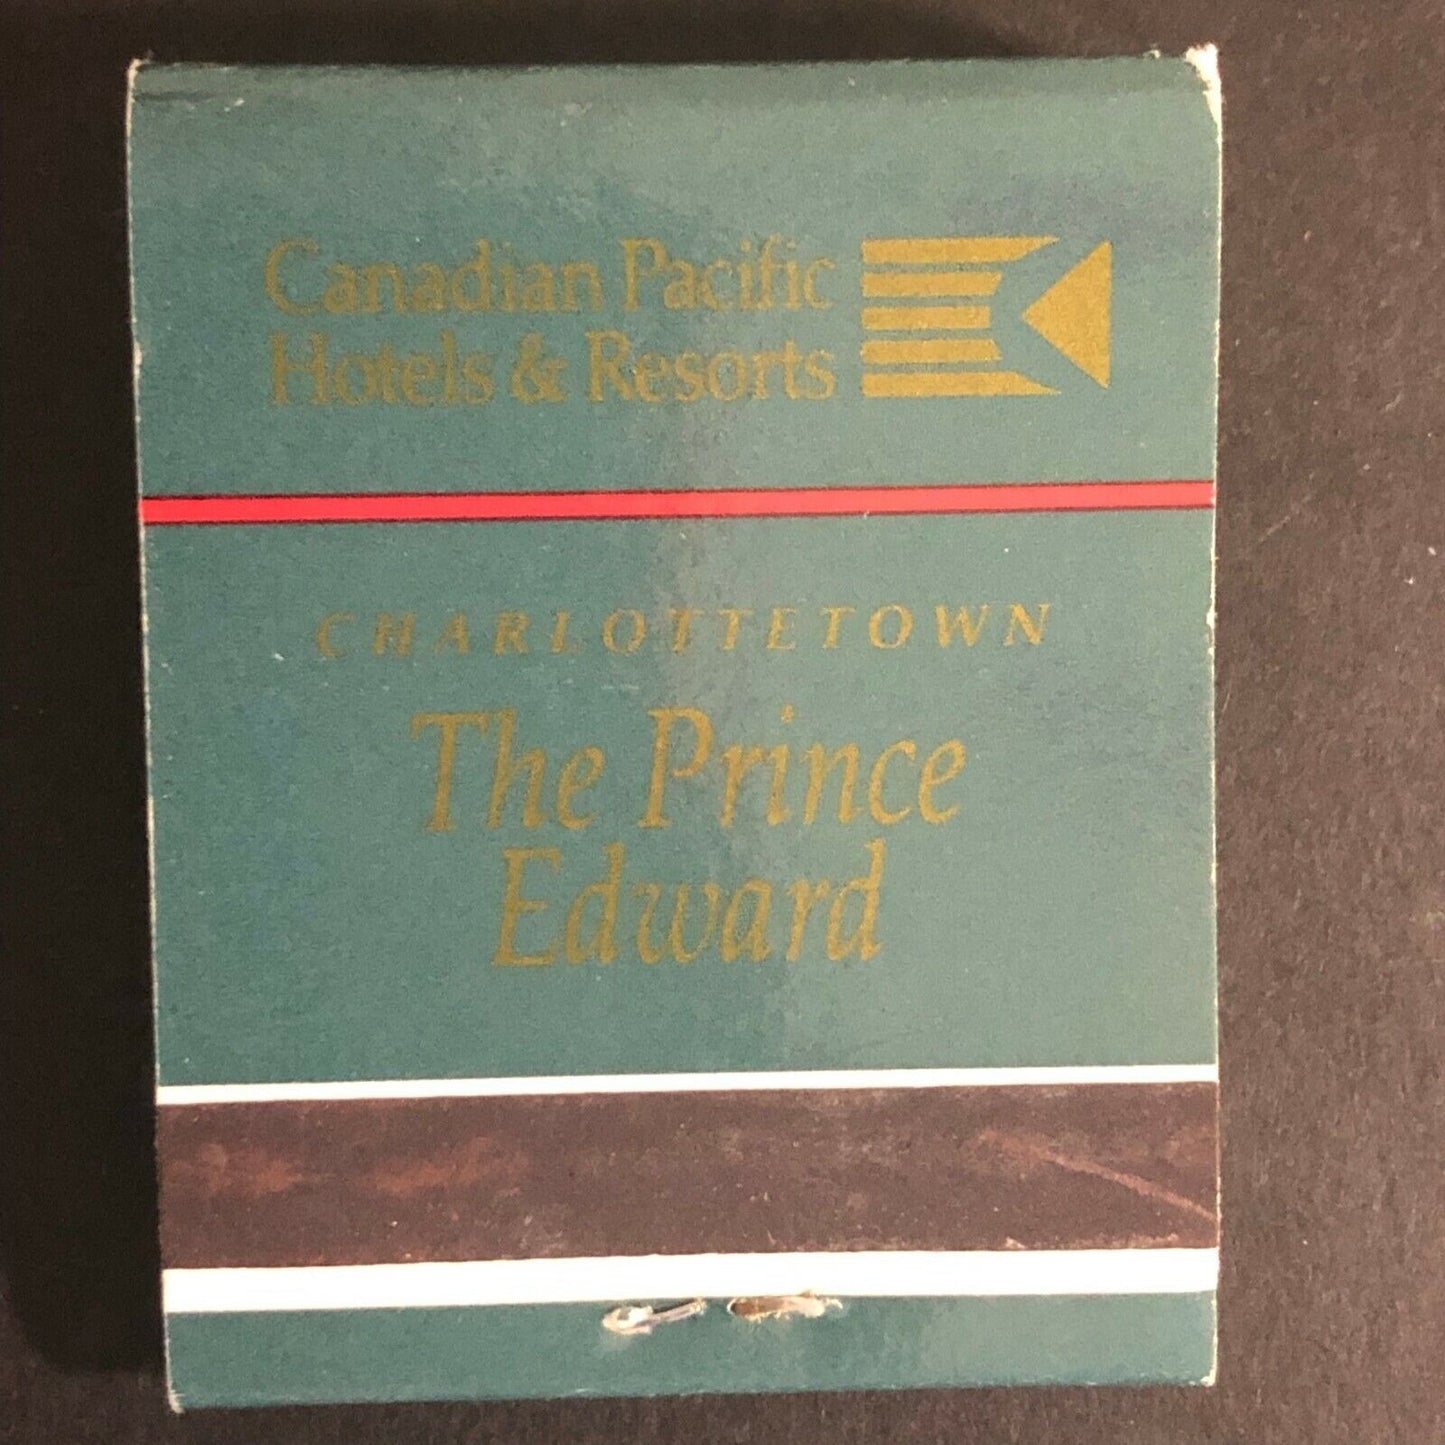 Canadian Pacific
Hotels & Resorts
CHARLOTTETOWN
The Prince
Edward